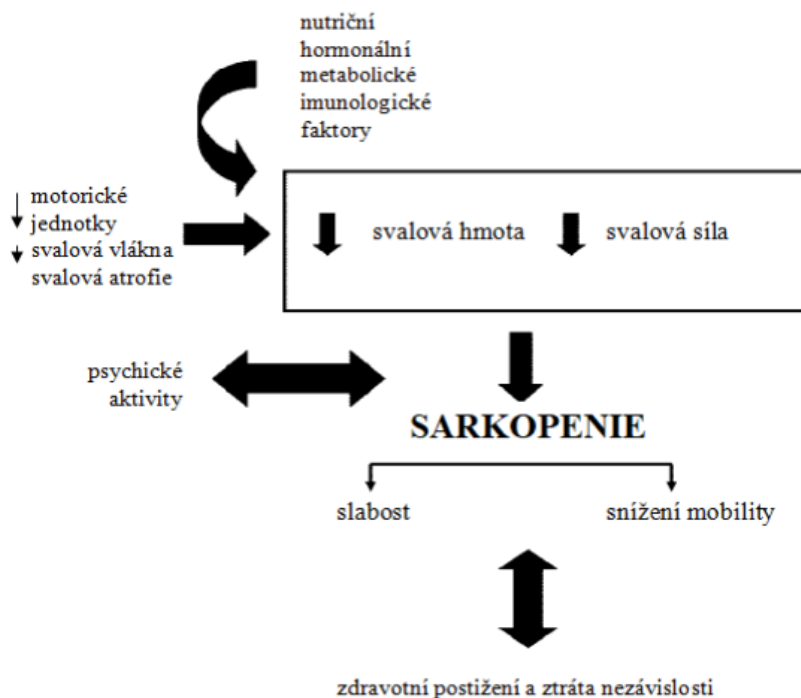 nutriční
hormonální
metabolické
imunologické
faktory
motorické
jednotky
svalová vlákna
svalová atrofie
svalová hmota
svalová síla
psychické
aktivity
SARKOPENIE
slabost
snížení mobility
zdravotní postižení a ztráta nezávislosti